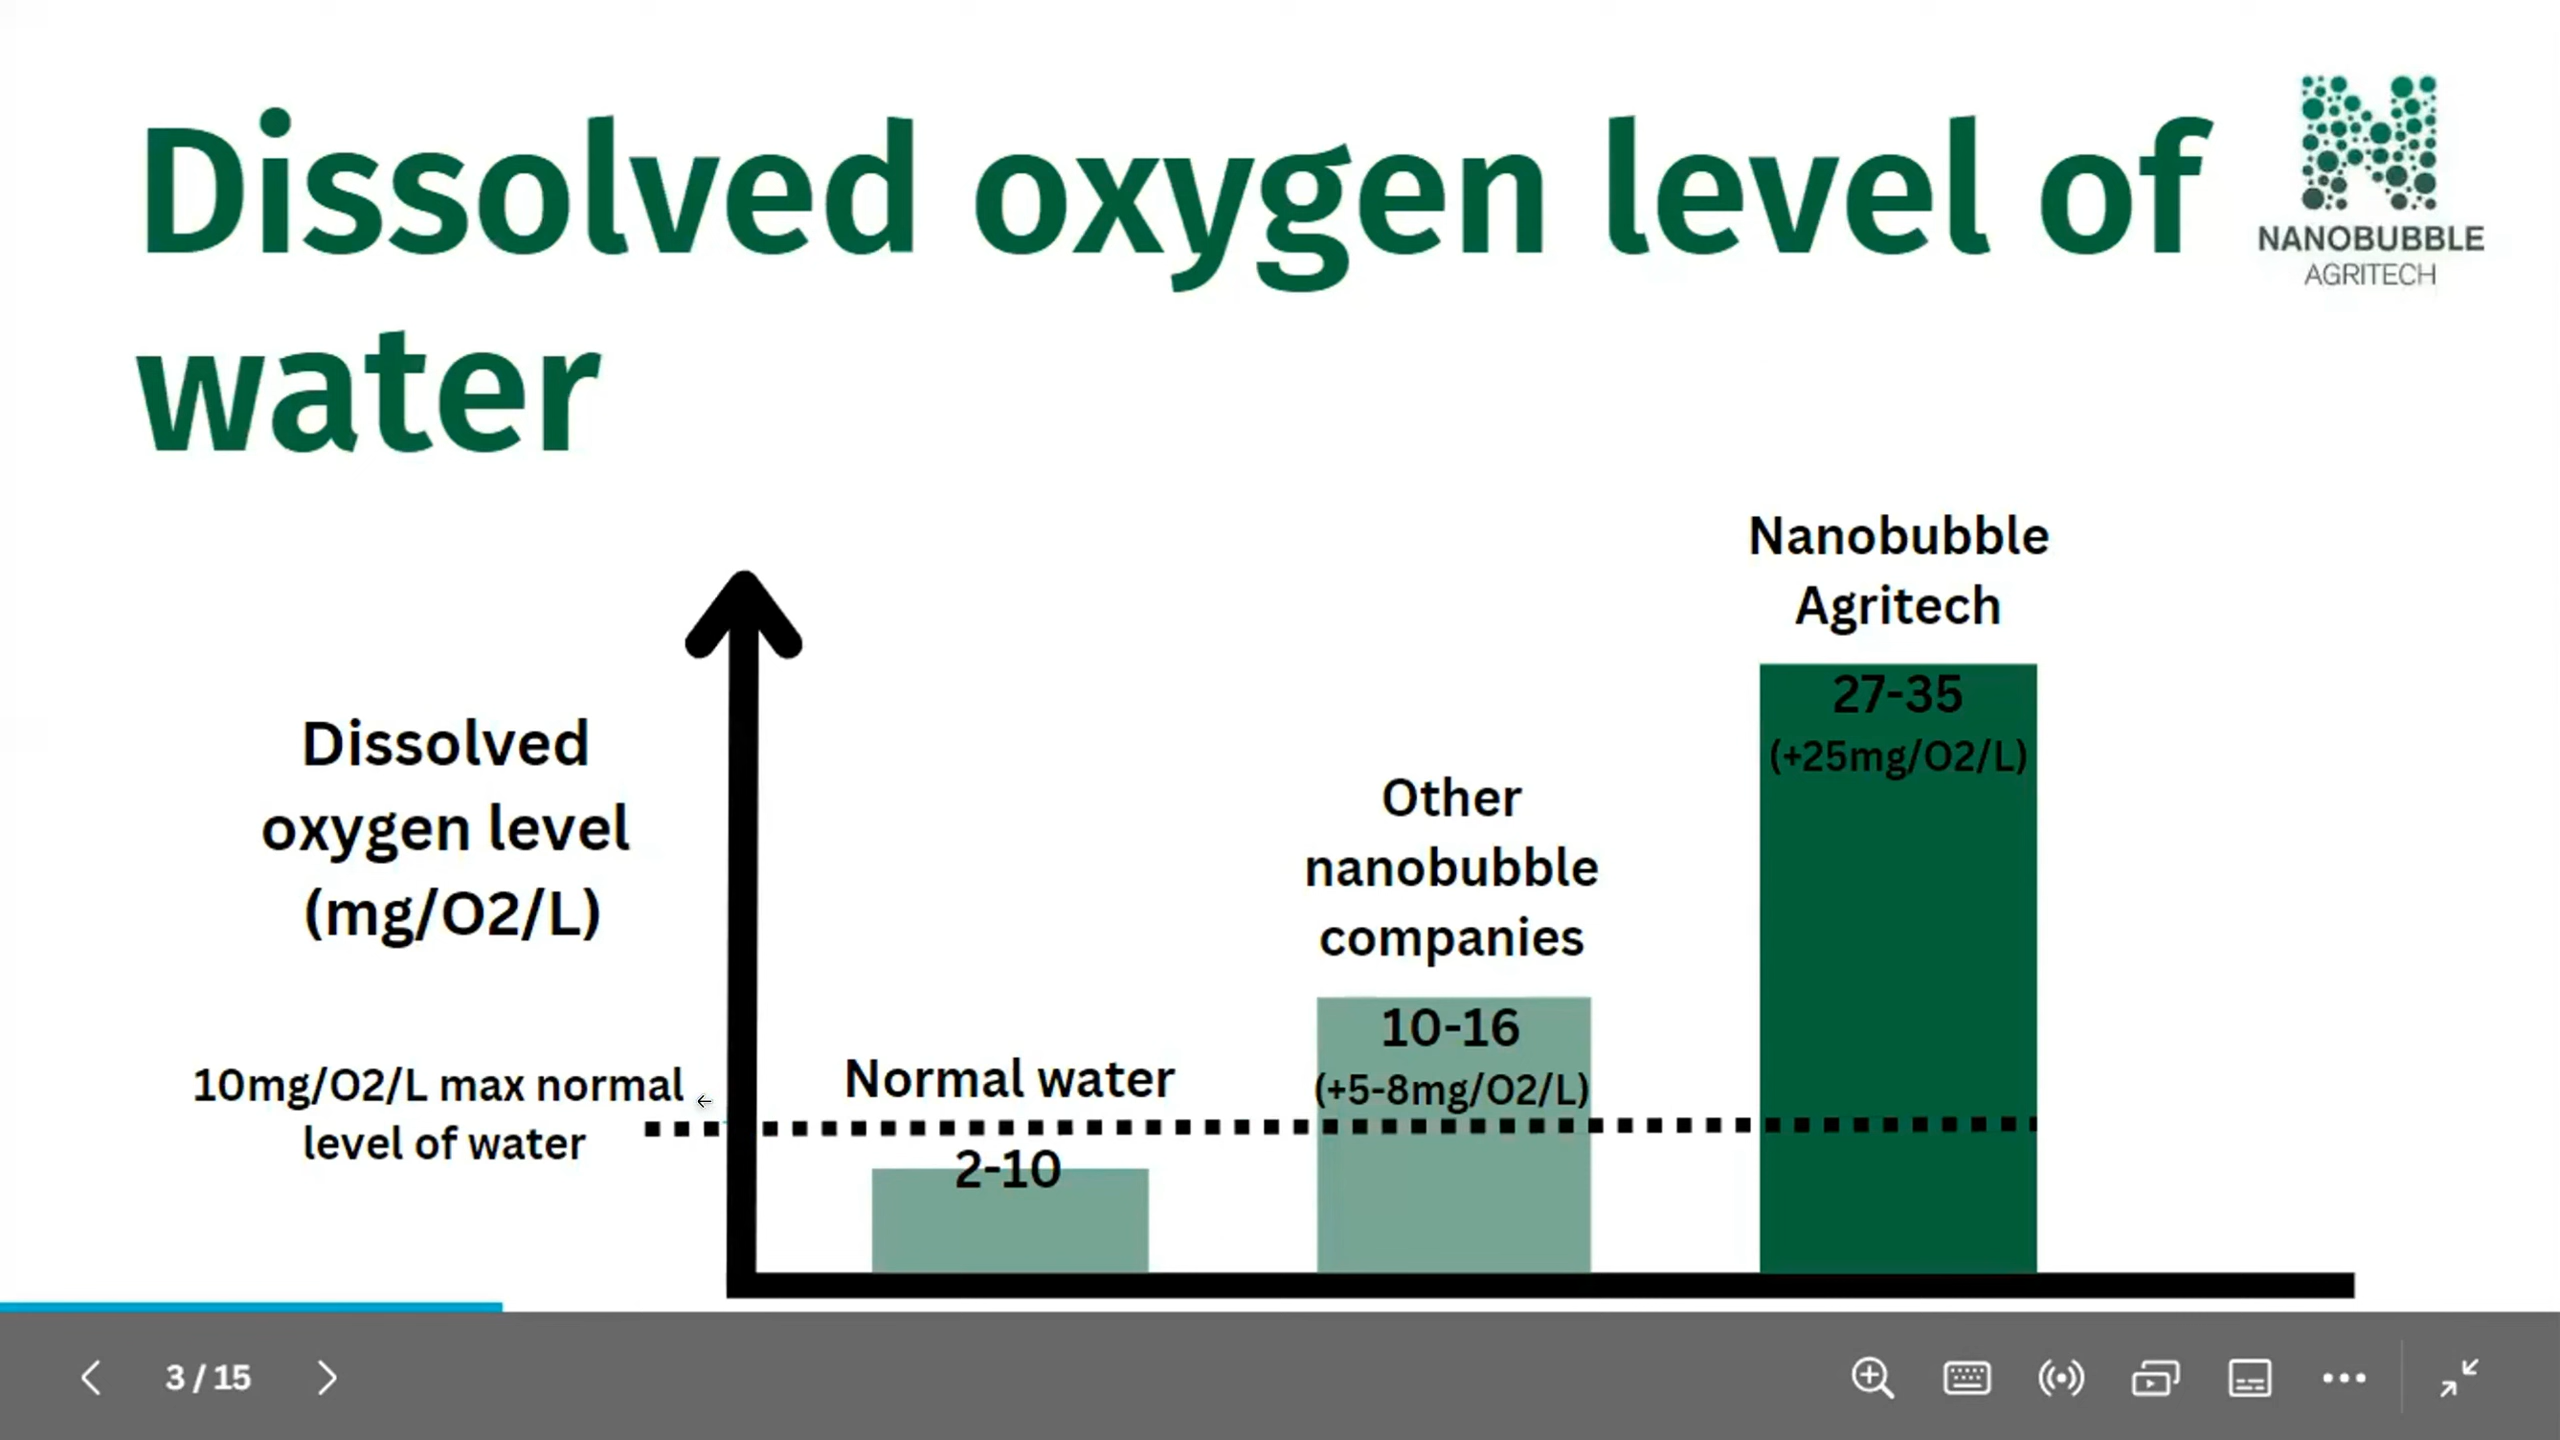 Dissolved oxygen level of
water
NANOBUBBLE
AGRITECH
Nanobubble
Agritech
27-35
(+25mg/O2/L)
Dissolved
oxygen level
(mg/O2/L)
Other
nanobubble
companies
10-16
(+5-8mg/O2/L)
10mg/O2/L max normal
level of water
Normal water
2-10
3 / 15